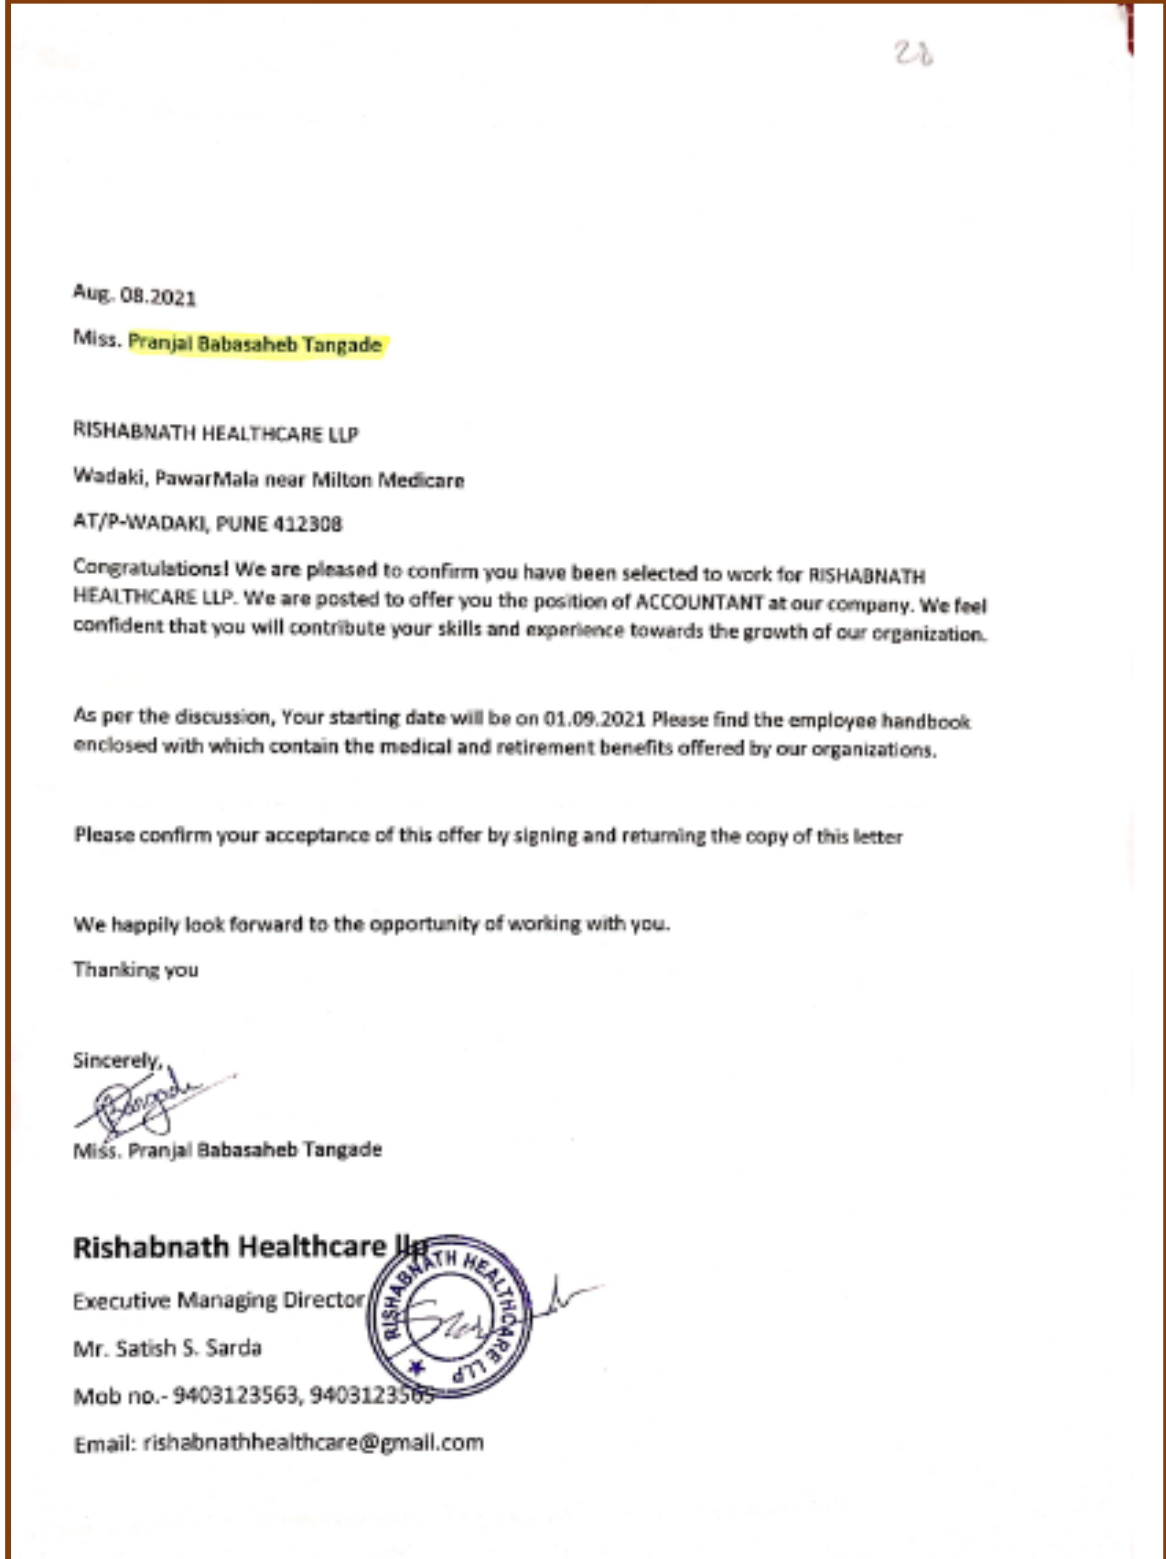 28
Aug. 08.2021
Miss. Pranjal Babasaheb Tangade
RISHABNATH HEALTHCARE LLP
Wadaki, PawarMala near Milton Medicare
AT/P-WADAKI, PUNE 412308
Congratulations! We are pleased to confirm you have been selected to work for RISHABNATH
HEALTHCARE LLP. We are posted to offer you the position of ACCOUNTANT at our company. We feel
confident that you will contribute your skills and experience towards the growth of our organization.
As per the discussion, Your starting date will be on 01.09.2021 Please find the employee handbook
enclosed with which contain the medical and retirement benefits offered by our organizations.
Please confirm your acceptance of this offer by signing and returning the copy of this letter
We happily look forward to the opportunity of working with you.
Thanking you
Sincerely,
Miss. Pranjal Babasaheb Tangade
Rishabnath Healthcare llp
Executive Managing Director
Mr. Satish S. Sarda
Mob no.- 9403123563, 9403123565
Email: rishabnathhealthcare@gmail.com
RISHABNATH HEALTHCARE LLP